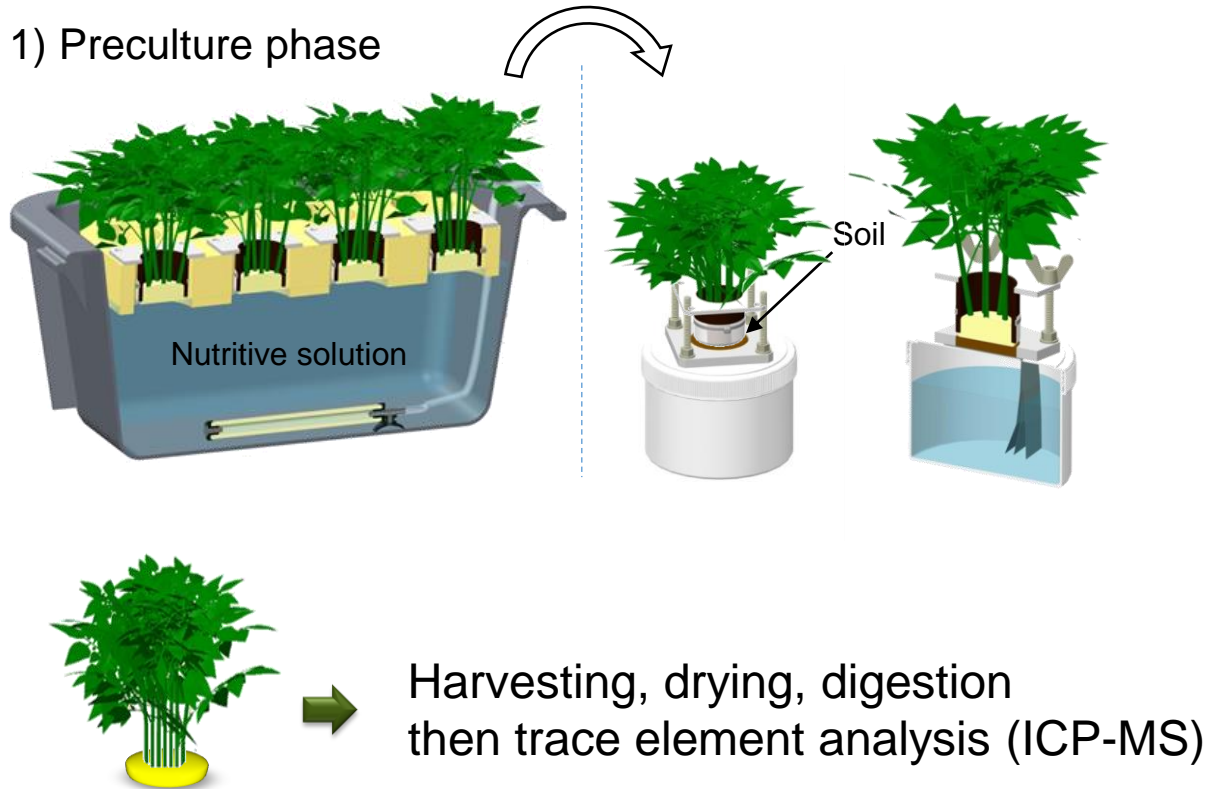 1) Preculture phase
Soil
Nutritive solution
Harvesting, drying, digestion
then trace element analysis (ICP-MS)